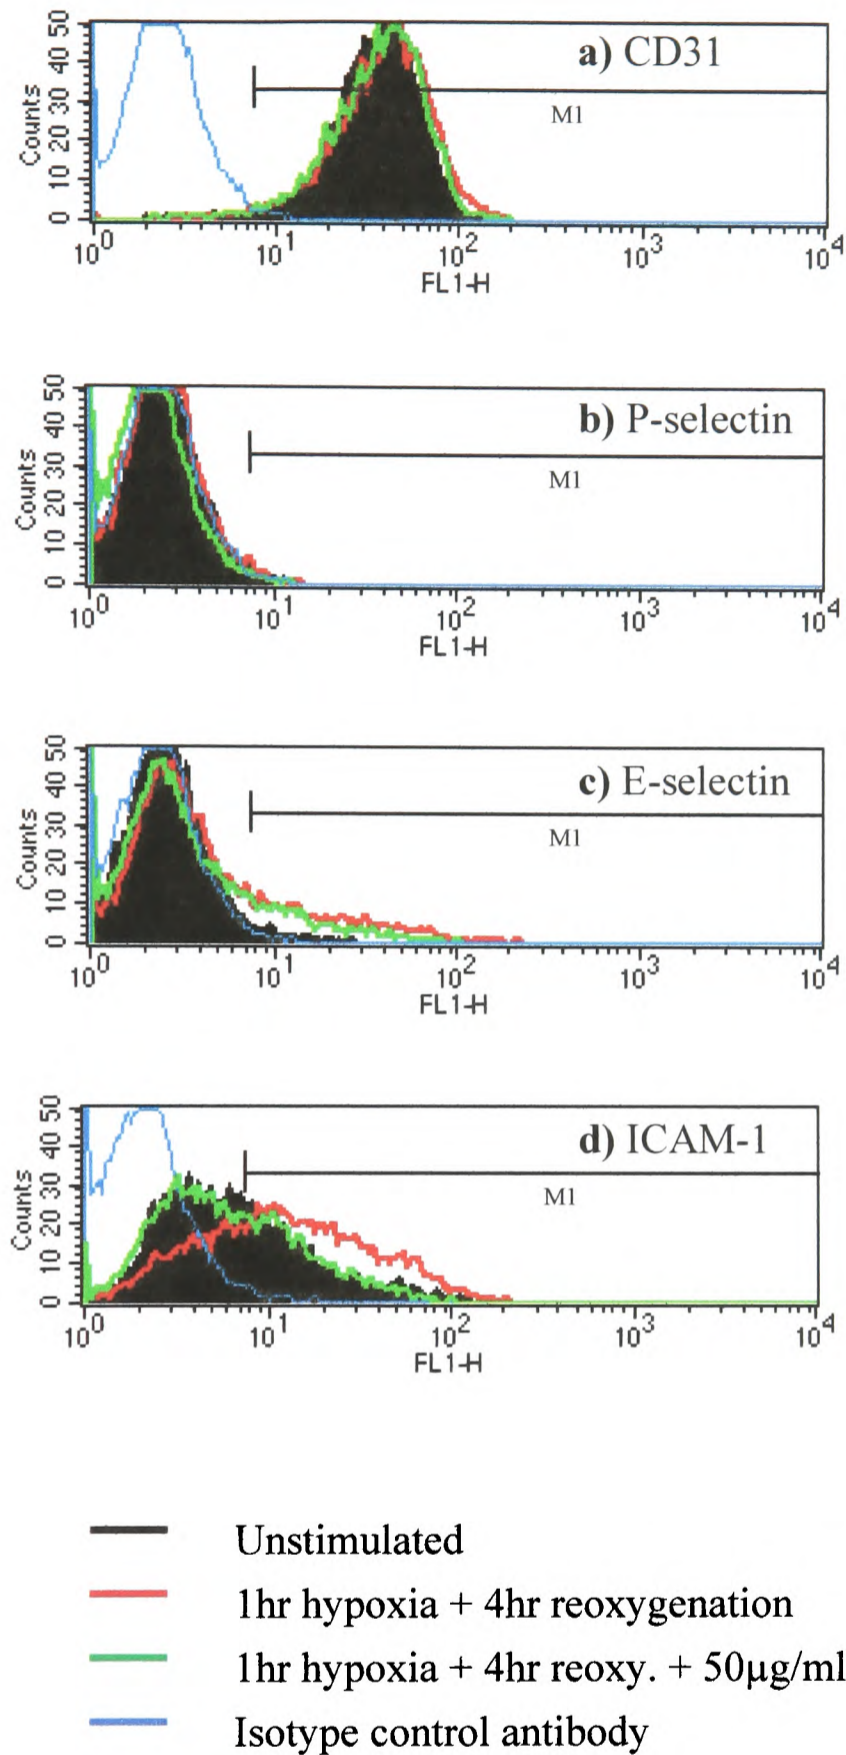 a) CD31
M1
Counts
0 10 20 30 40 50
10^0 10^1 10^2 10^3 10^4
FL1-H
b) P-selectin
M1
Counts
0 10 20 30 40 50
10^0 10^1 10^2 10^3 10^4
FL1-H
c) E-selectin
M1
Counts
0 10 20 30 40 50
10^0 10^1 10^2 10^3 10^4
FL1-H
d) ICAM-1
M1
Counts
0 10 20 30 40 50
10^0 10^1 10^2 10^3 10^4
FL1-H
Unstimulated
1hr hypoxia + 4hr reoxygenation
1hr hypoxia + 4hr reoxy. + 50µg/ml
Isotype control antibody